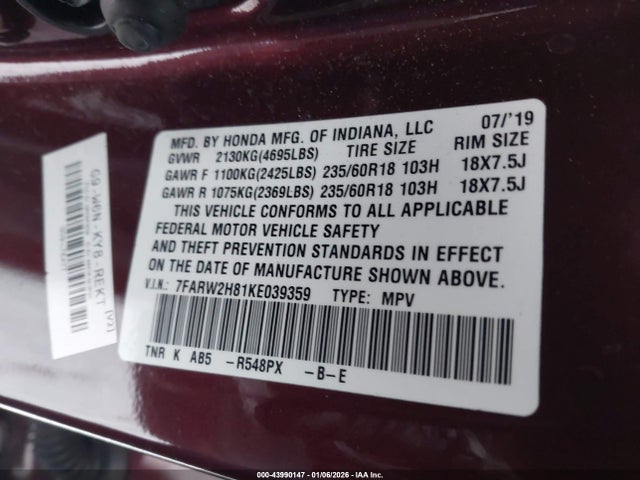 MFD. BY HONDA MFG. OF INDIANA, LLC 07/'19
GVWR 2130KG(4695LBS) TIRE SIZE RIM SIZE
GAWR F 1100KG(2425LBS) 235/60R18 103H 18X7.5J
GAWR R 1075KG(2369LBS) 235/60R18 103H 18X7.5J
THIS VEHICLE CONFORMS TO ALL APPLICABLE
FEDERAL MOTOR VEHICLE SAFETY
AND THEFT PREVENTION STANDARDS IN EFFECT
ON THE DATE OF MANUFACTURE SHOWN ABOVE.
V.I.N.: 7FARW2H81KE039359 TYPE: MPV
TNR K AB5 -R548PX -B-E
000-43990147 - 01/06/2026 - IAA Inc.